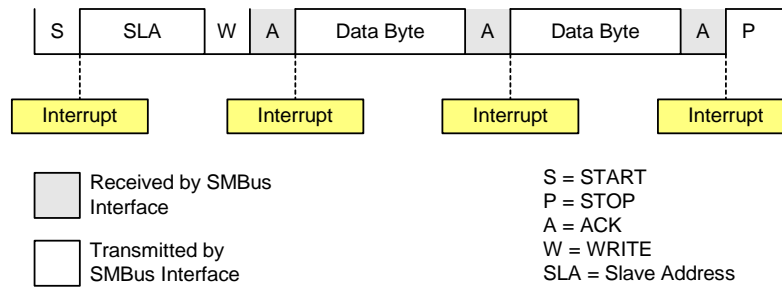 S SLA W A Data Byte A Data Byte A P
Interrupt Interrupt Interrupt Interrupt
Received by SMBus
Interface
Transmitted by
SMBus Interface
S = START
P = STOP
A = ACK
W = WRITE
SLA = Slave Address